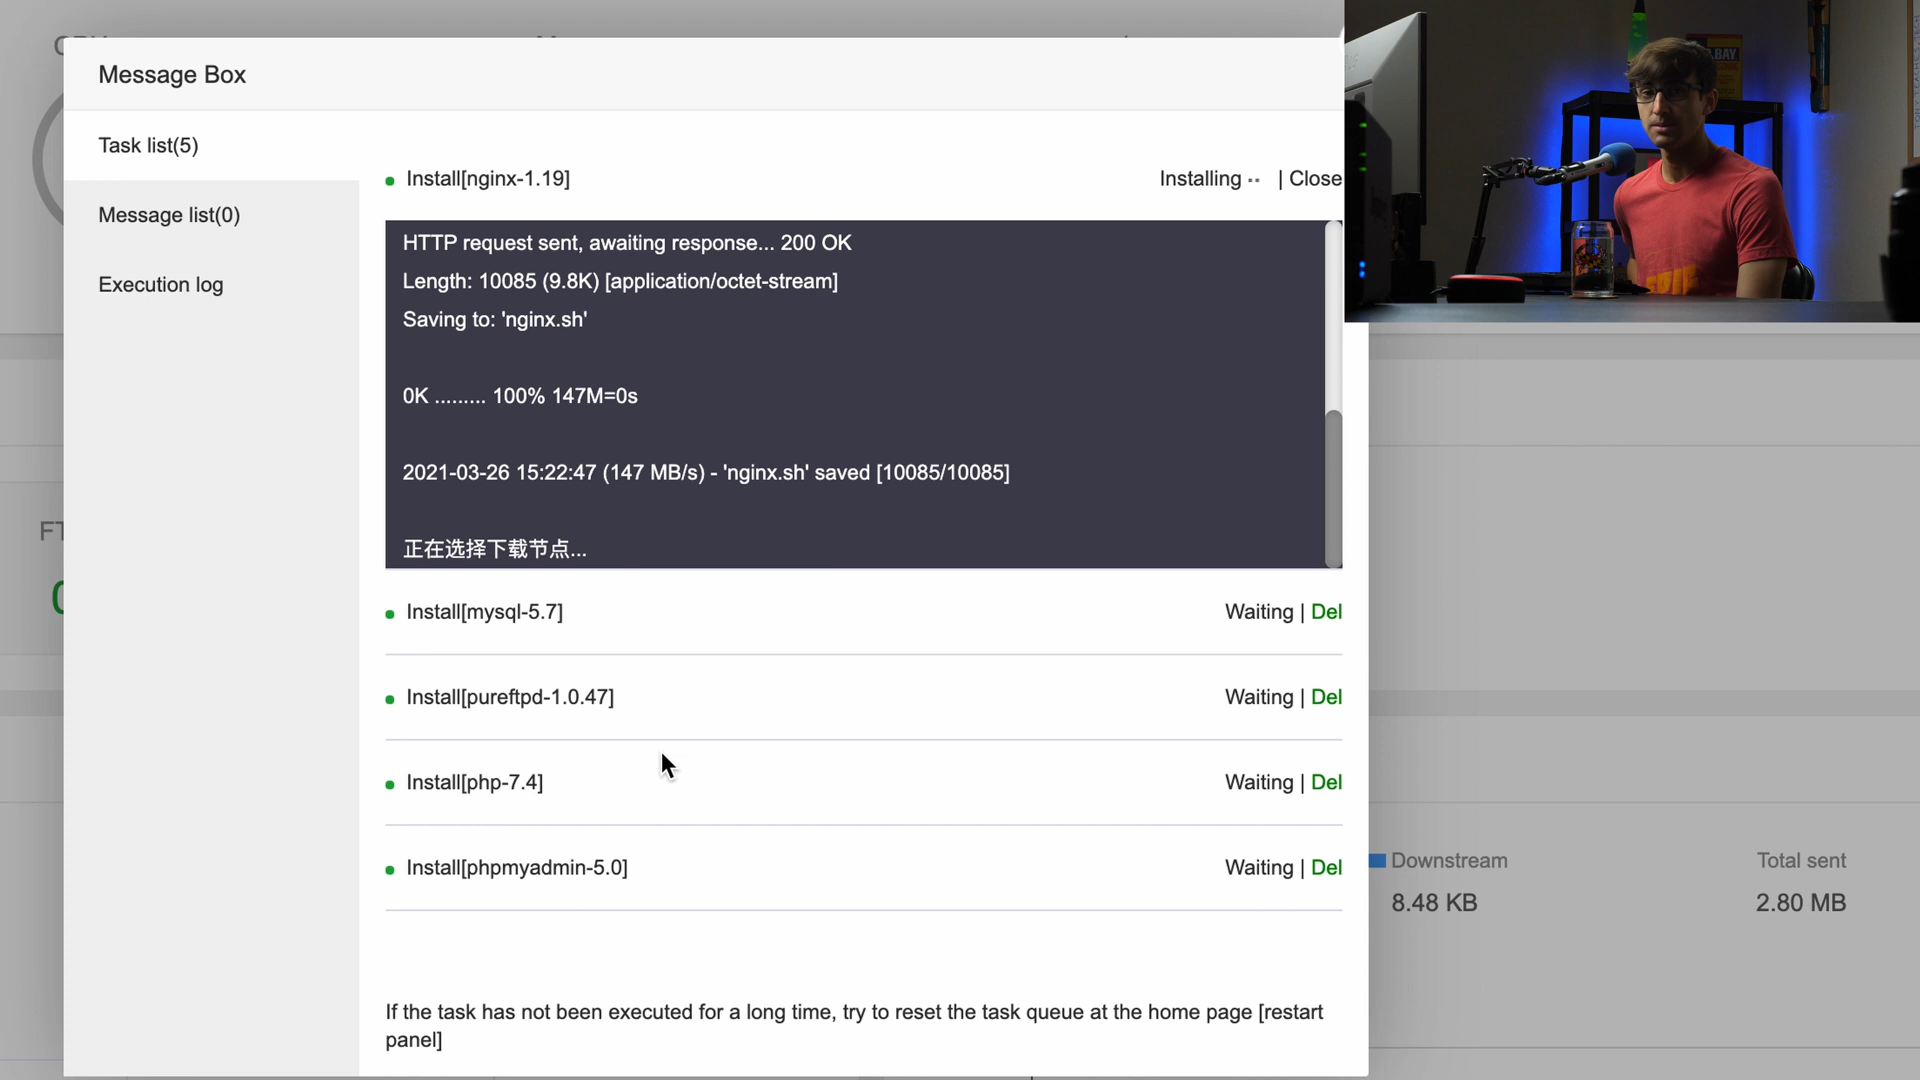 Message Box
Task list(5)
Message list(0)
Execution log
Install[nginx-1.19]
Installing ▪▪ | Close
HTTP request sent, awaiting response... 200 OK
Length: 10085 (9.8K) [application/octet-stream]
Saving to: 'nginx.sh'
0K ......... 100% 147M=0s
2021-03-26 15:22:47 (147 MB/s) - 'nginx.sh' saved [10085/10085]
正在选择下载节点...
Install[mysql-5.7]
Waiting | Del
Install[pureftpd-1.0.47]
Waiting | Del
Install[php-7.4]
Waiting | Del
Install[phpmyadmin-5.0]
Waiting | Del
If the task has not been executed for a long time, try to reset the task queue at the home page [restart
panel]
Downstream
8.48 KB
Total sent
2.80 MB
FT
BAY